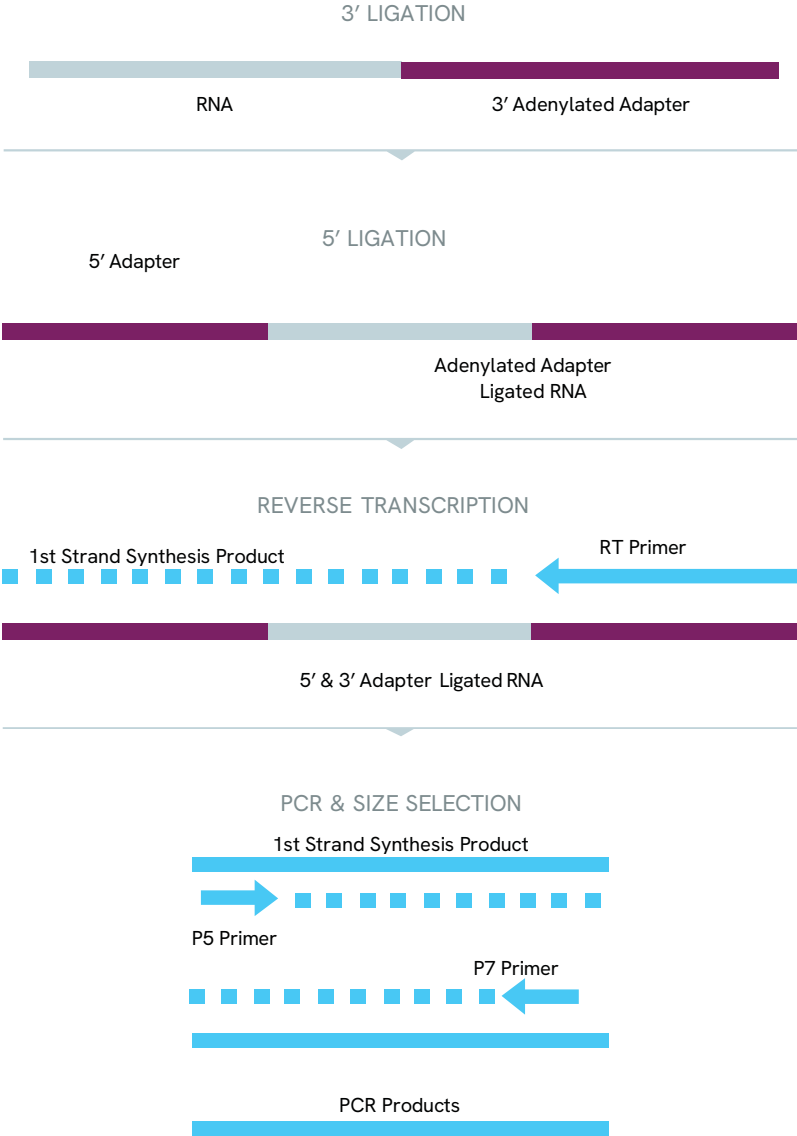 3′ LIGATION
RNA
3′ Adenylated Adapter
5′ LIGATION
5′ Adapter
Adenylated Adapter
Ligated RNA
REVERSE TRANSCRIPTION
RT Primer
1st Strand Synthesis Product
5′ & 3′ Adapter Ligated RNA
PCR & SIZE SELECTION
1st Strand Synthesis Product
P5 Primer
P7 Primer
PCR Products